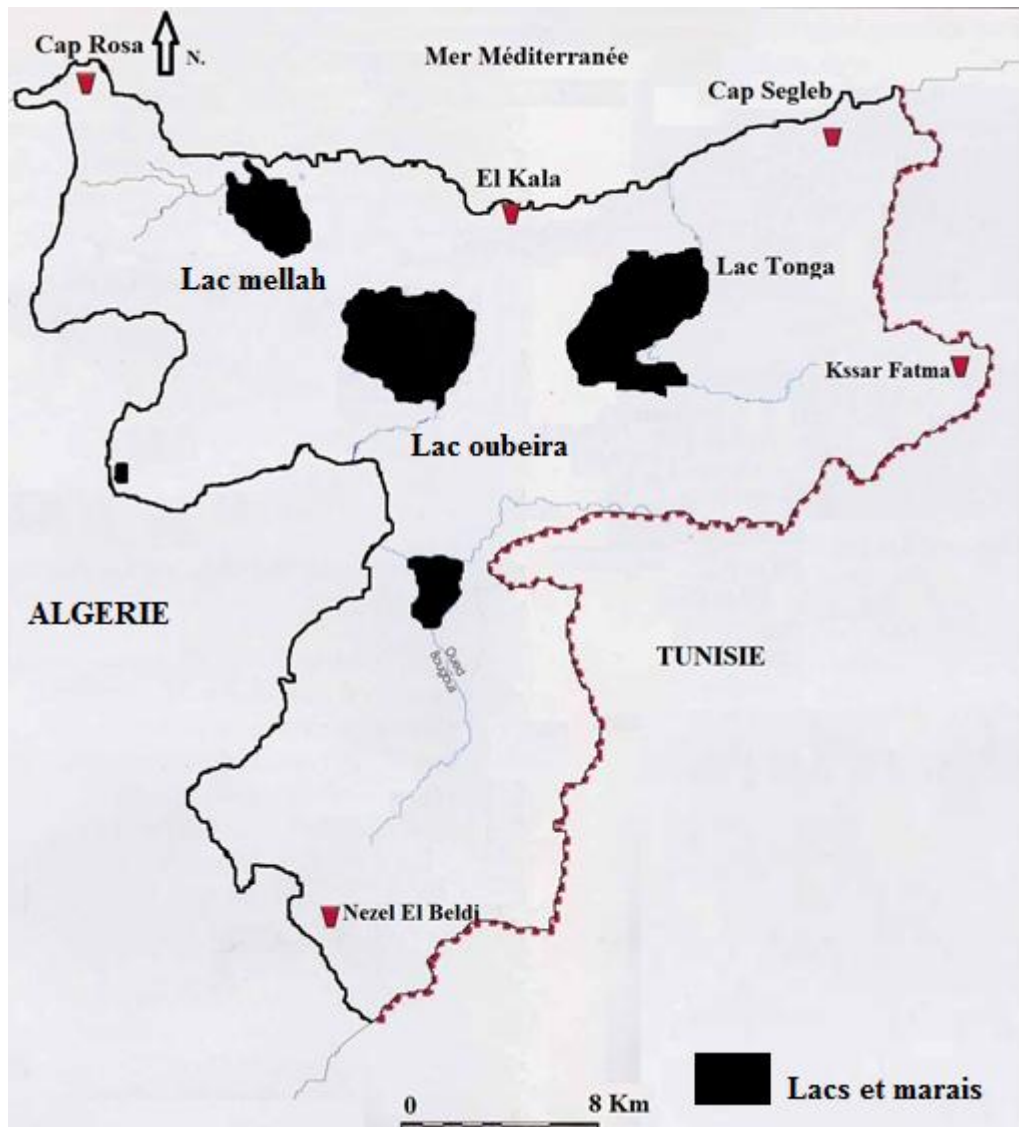 Cap Rosa
N.
Mer Méditerranée
Cap Segleb
El Kala
Lac mellah
Lac Tonga
Kssar Fatma
Lac oubeira
ALGERIE
TUNISIE
Oued
Bougous
Nezel El Beldi
Lacs et marais
0 8 Km